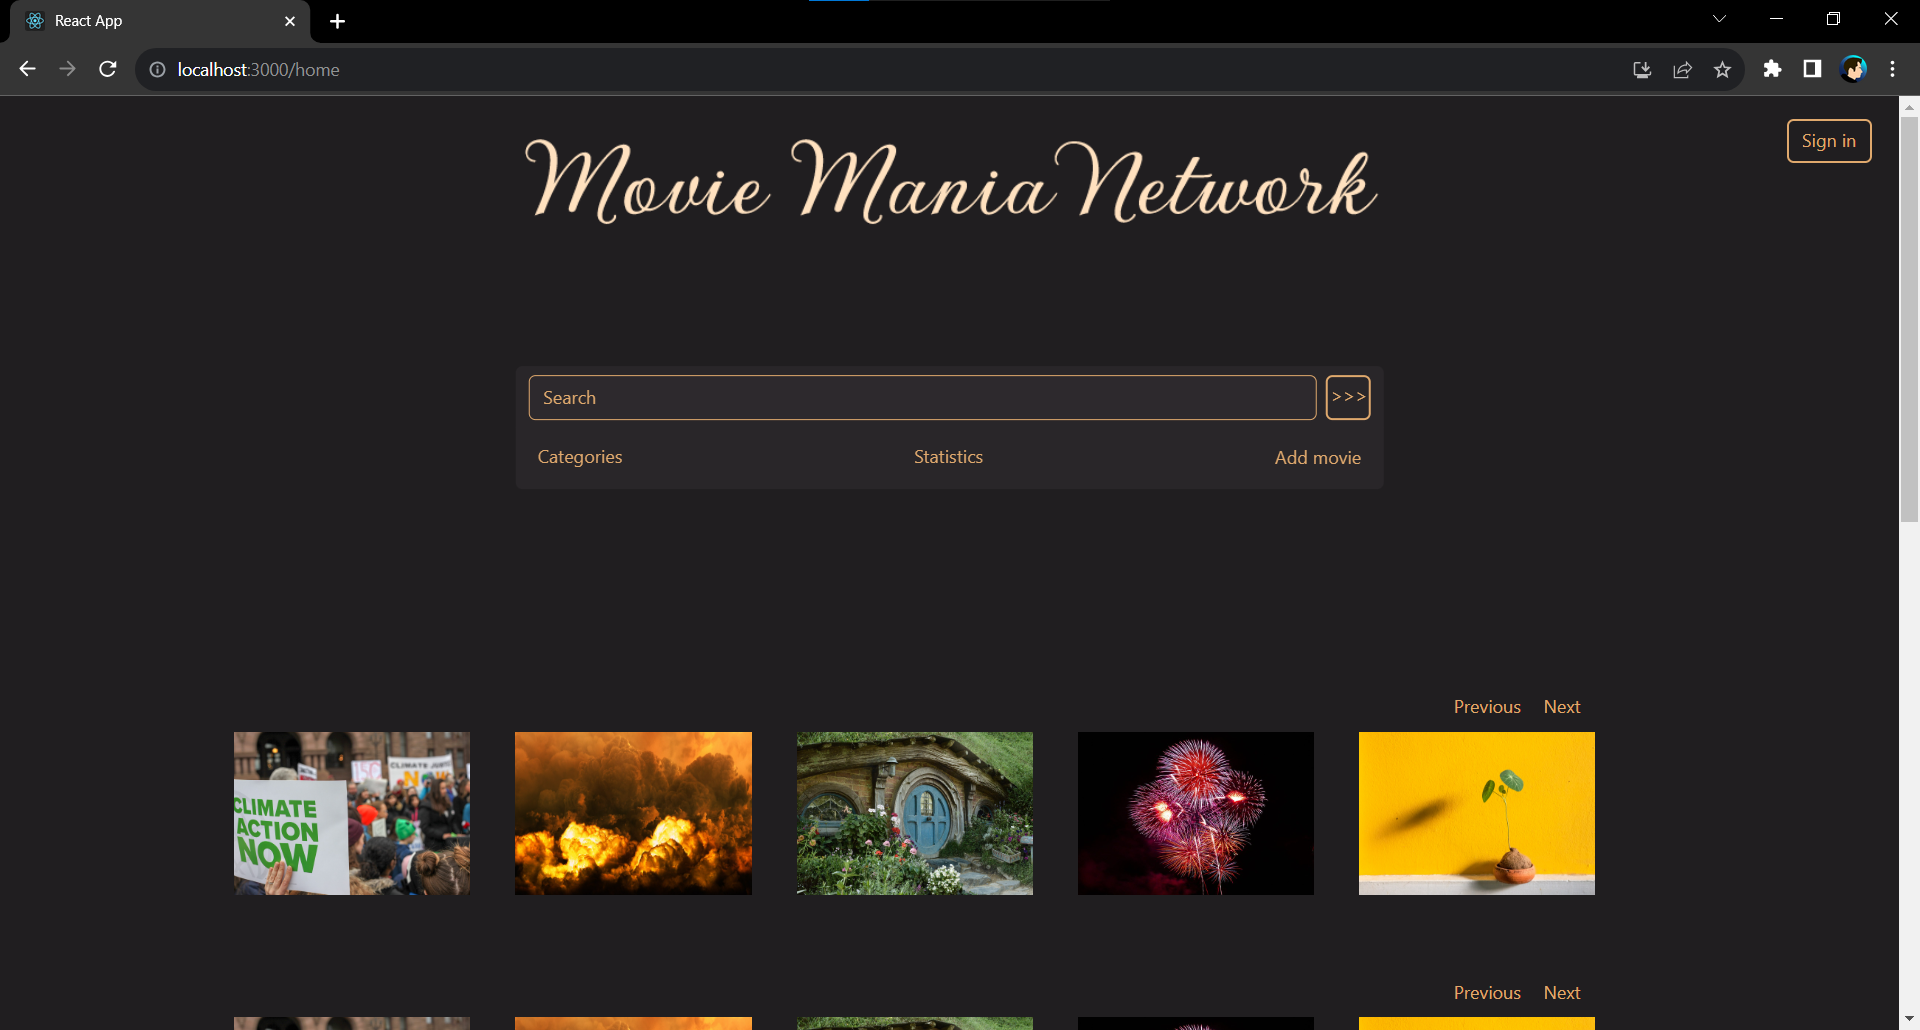 React App
localhost:3000/home
Sign in
Movie Mania Network
Search
>>>
Categories
Statistics
Add movie
Previous Next
CLIMATE
ACTION
NOW
CLIMATE
Previous Next